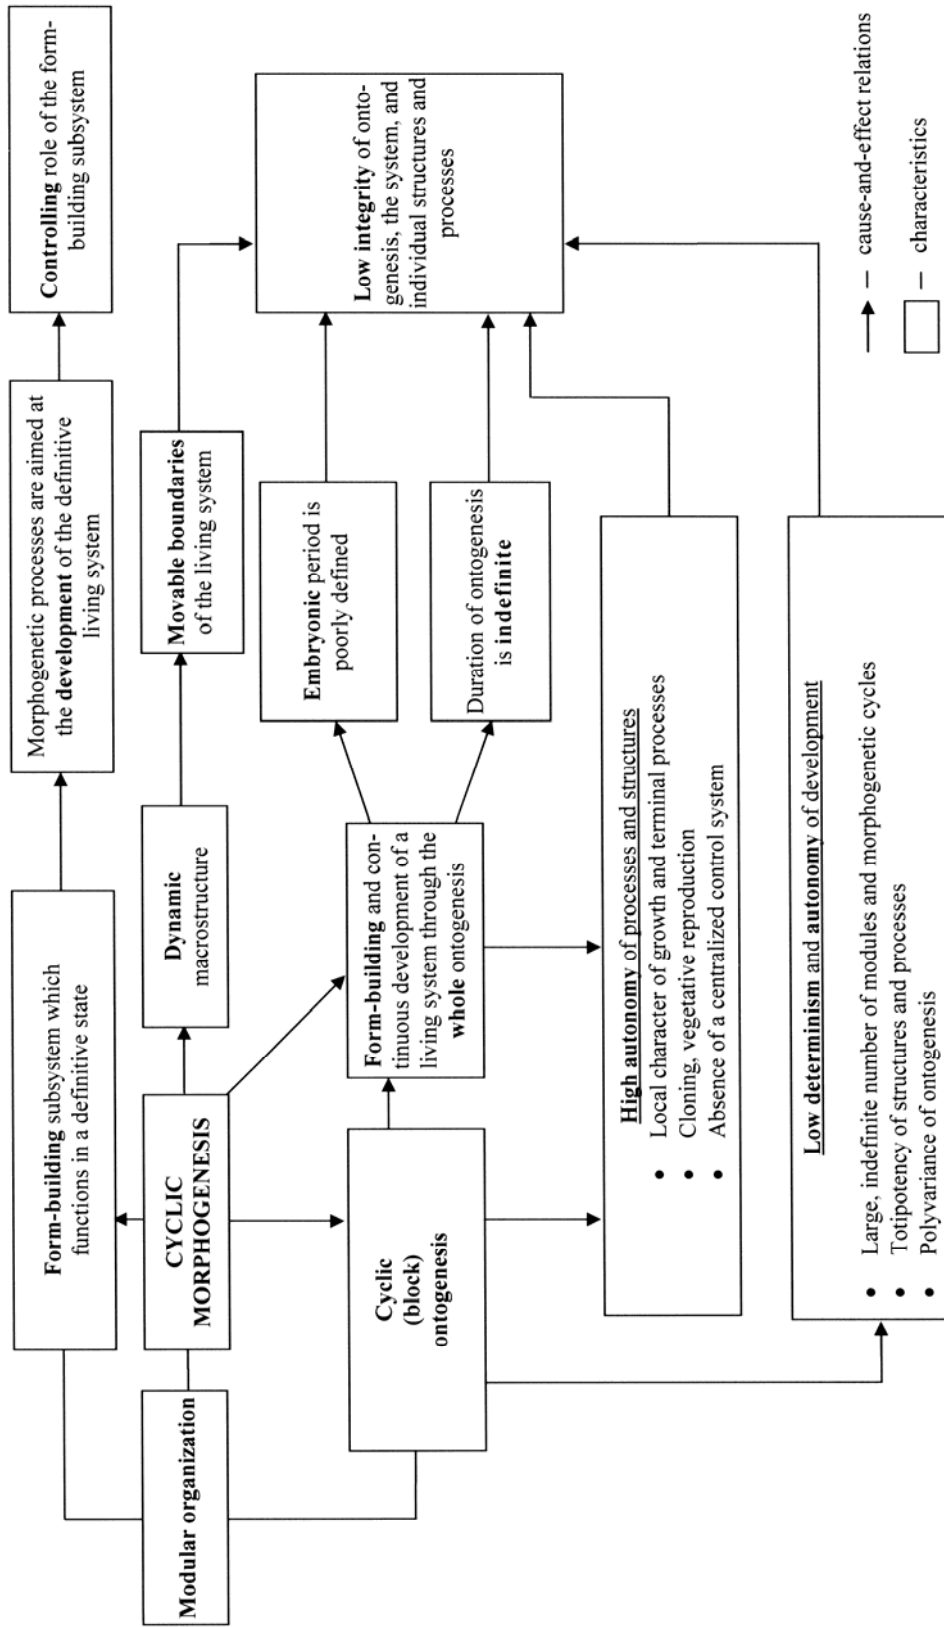 Form-building subsystem which
functions in a definitive state
Morphogenetic processes are aimed at
the development of the definitive
living system
Controlling role of the form-
building subsystem
Modular organization
CYCLIC
MORPHOGENESIS
Dynamic
macrostructure
Movable boundaries
of the living system
Cyclic
(block)
ontogenesis
Form-building and con-
tinuous development of a
living system through the
whole ontogenesis
Embryonic period is
poorly defined
Duration of ontogenesis
is indefinite
Low integrity of onto-
genesis, the system, and
individual structures and
processes
High autonomy of processes and structures
• Local character of growth and terminal processes
• Cloning, vegetative reproduction
• Absence of a centralized control system
Low determinism and autonomy of development
• Large, indefinite number of modules and morphogenetic cycles
• Totipotency of structures and processes
• Polyvariance of ontogenesis
— cause-and-effect relations
— characteristics